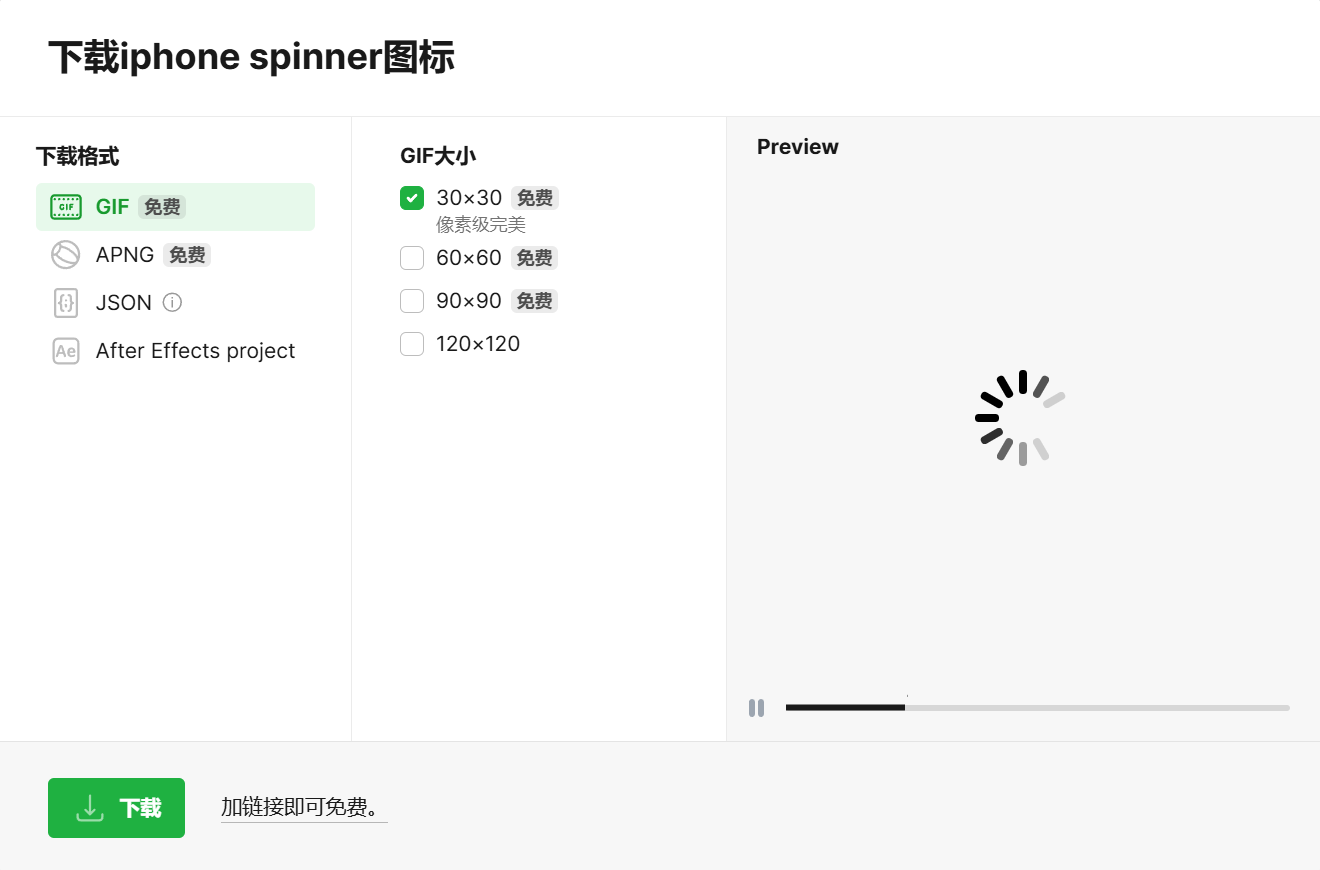 下载iphone spinner图标
下载格式
GIF 免费
APNG 免费
JSON
After Effects project
GIF大小
30×30 免费
像素级完美
60×60 免费
90×90 免费
120×120
Preview
下载
加链接即可免费。